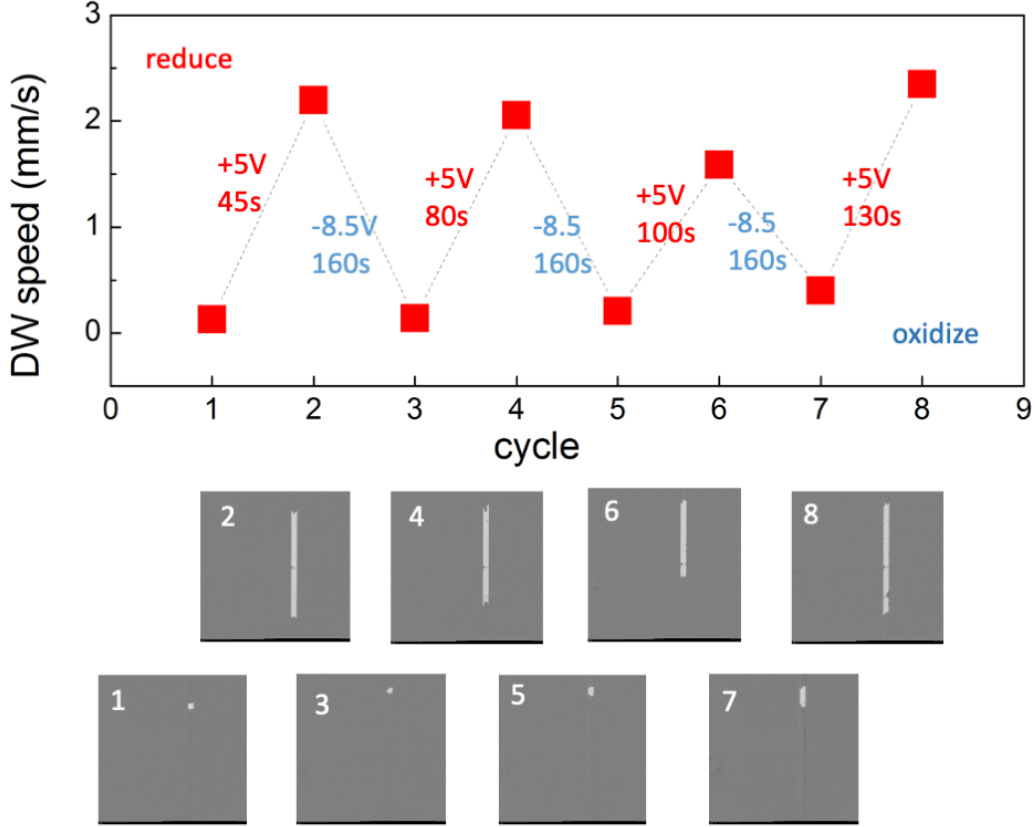 3
reduce
2
+5V
45s
-8.5V
160s
+5V
80s
-8.5
160s
+5V
100s
-8.5
160s
+5V
130s
1
0
oxidize
DW speed (mm/s)
0 1 2 3 4 5 6 7 8 9
cycle
2 4 6 8
1 3 5 7